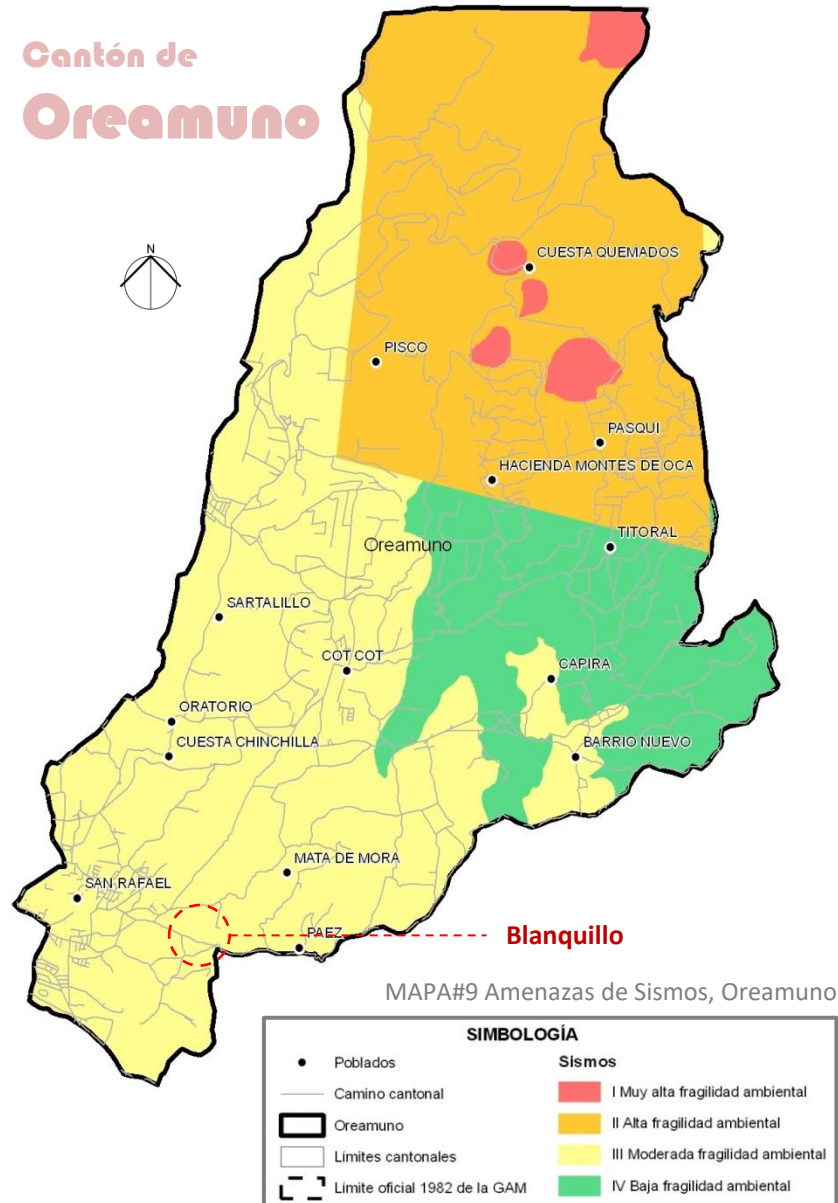 Cantón de
Oreamuno
N
CUESTA QUEMADOS
PISCO
PASQUI
HACIENDA MONTES DE OCA
TITORAL
Oreamuno
SARTALILLO
COT COT
CAPIRA
ORATORIO
CUESTA CHINCHILLA
BARRIO NUEVO
MATA DE MORA
SAN RAFAEL
PAEZ
Blanquillo
MAPA#9 Amenazas de Sismos, Oreamuno
SIMBOLOGÍA
Poblados
Camino cantonal
Oreamuno
Límites cantonales
Límite oficial 1982 de la GAM
Sismos
I Muy alta fragilidad ambiental
II Alta fragilidad ambiental
III Moderada fragilidad ambiental
IV Baja fragilidad ambiental